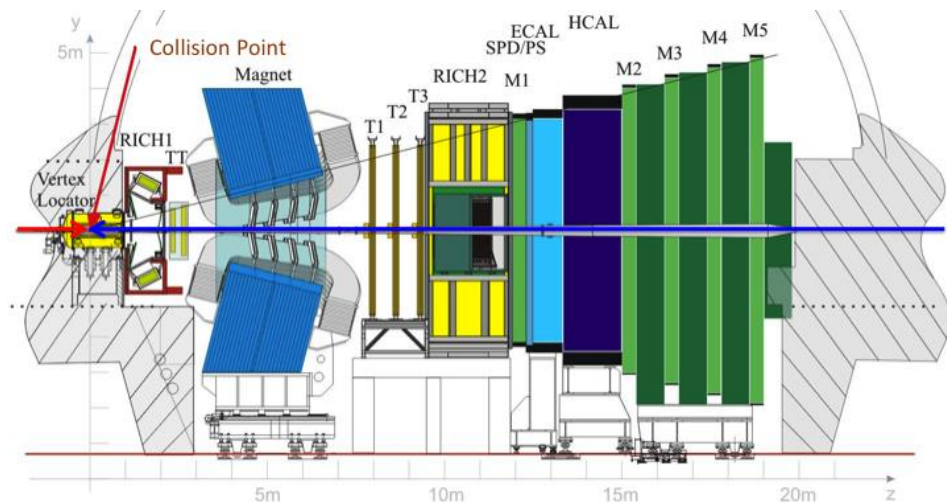 y
5m
Collision Point
Magnet
RICH1
TT
Vertex
Locator
T1
T2
T3
RICH2
SPD/PS
ECAL
M1
HCAL
M2
M3
M4
M5
5m
10m
15m
20m
z